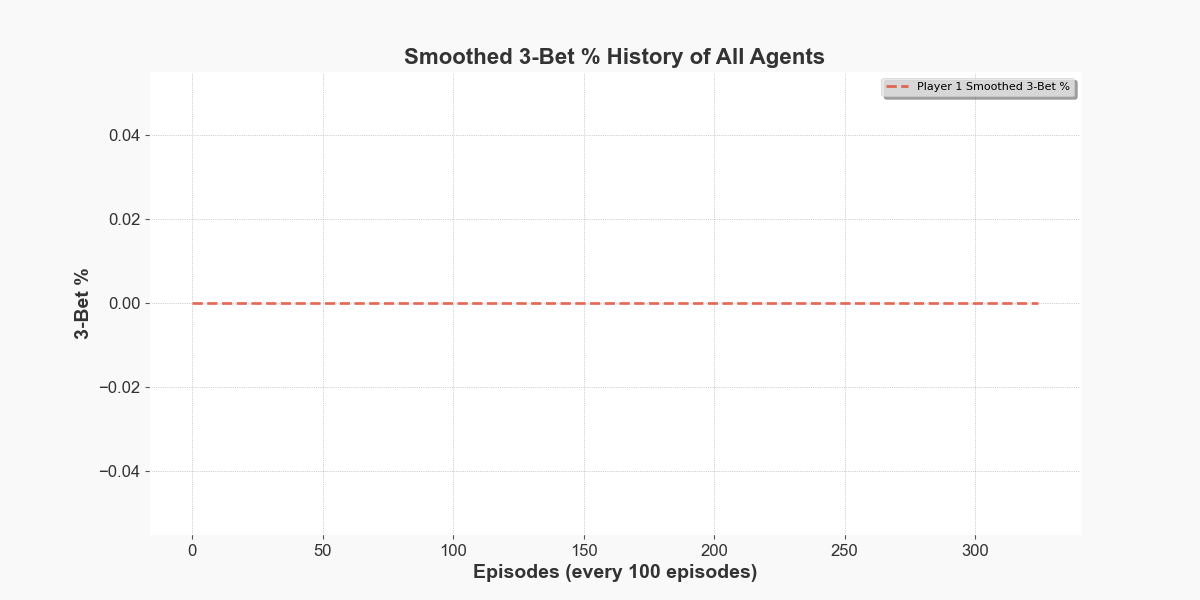 Smoothed 3-Bet % History of All Agents
Player 1 Smoothed 3-Bet %
0.04
0.02
0.00
−0.02
−0.04
3-Bet %
0 50 100 150 200 250 300
Episodes (every 100 episodes)